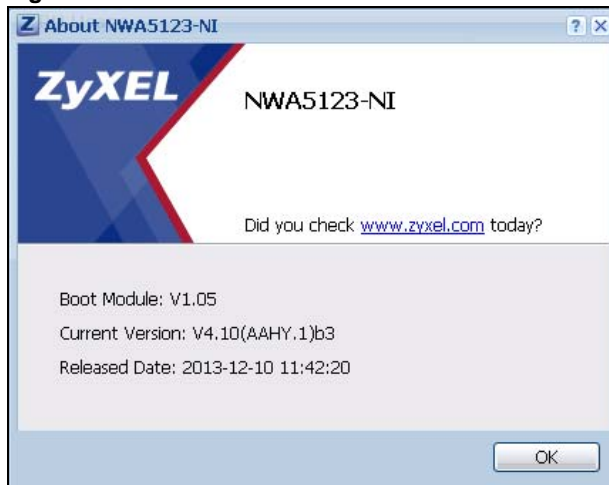 Z About NWA5123-NI ? X
ZyXEL
NWA5123-NI
Did you check www.zyxel.com today?
Boot Module: V1.05
Current Version: V4.10(AAHY.1)b3
Released Date: 2013-12-10 11:42:20
OK